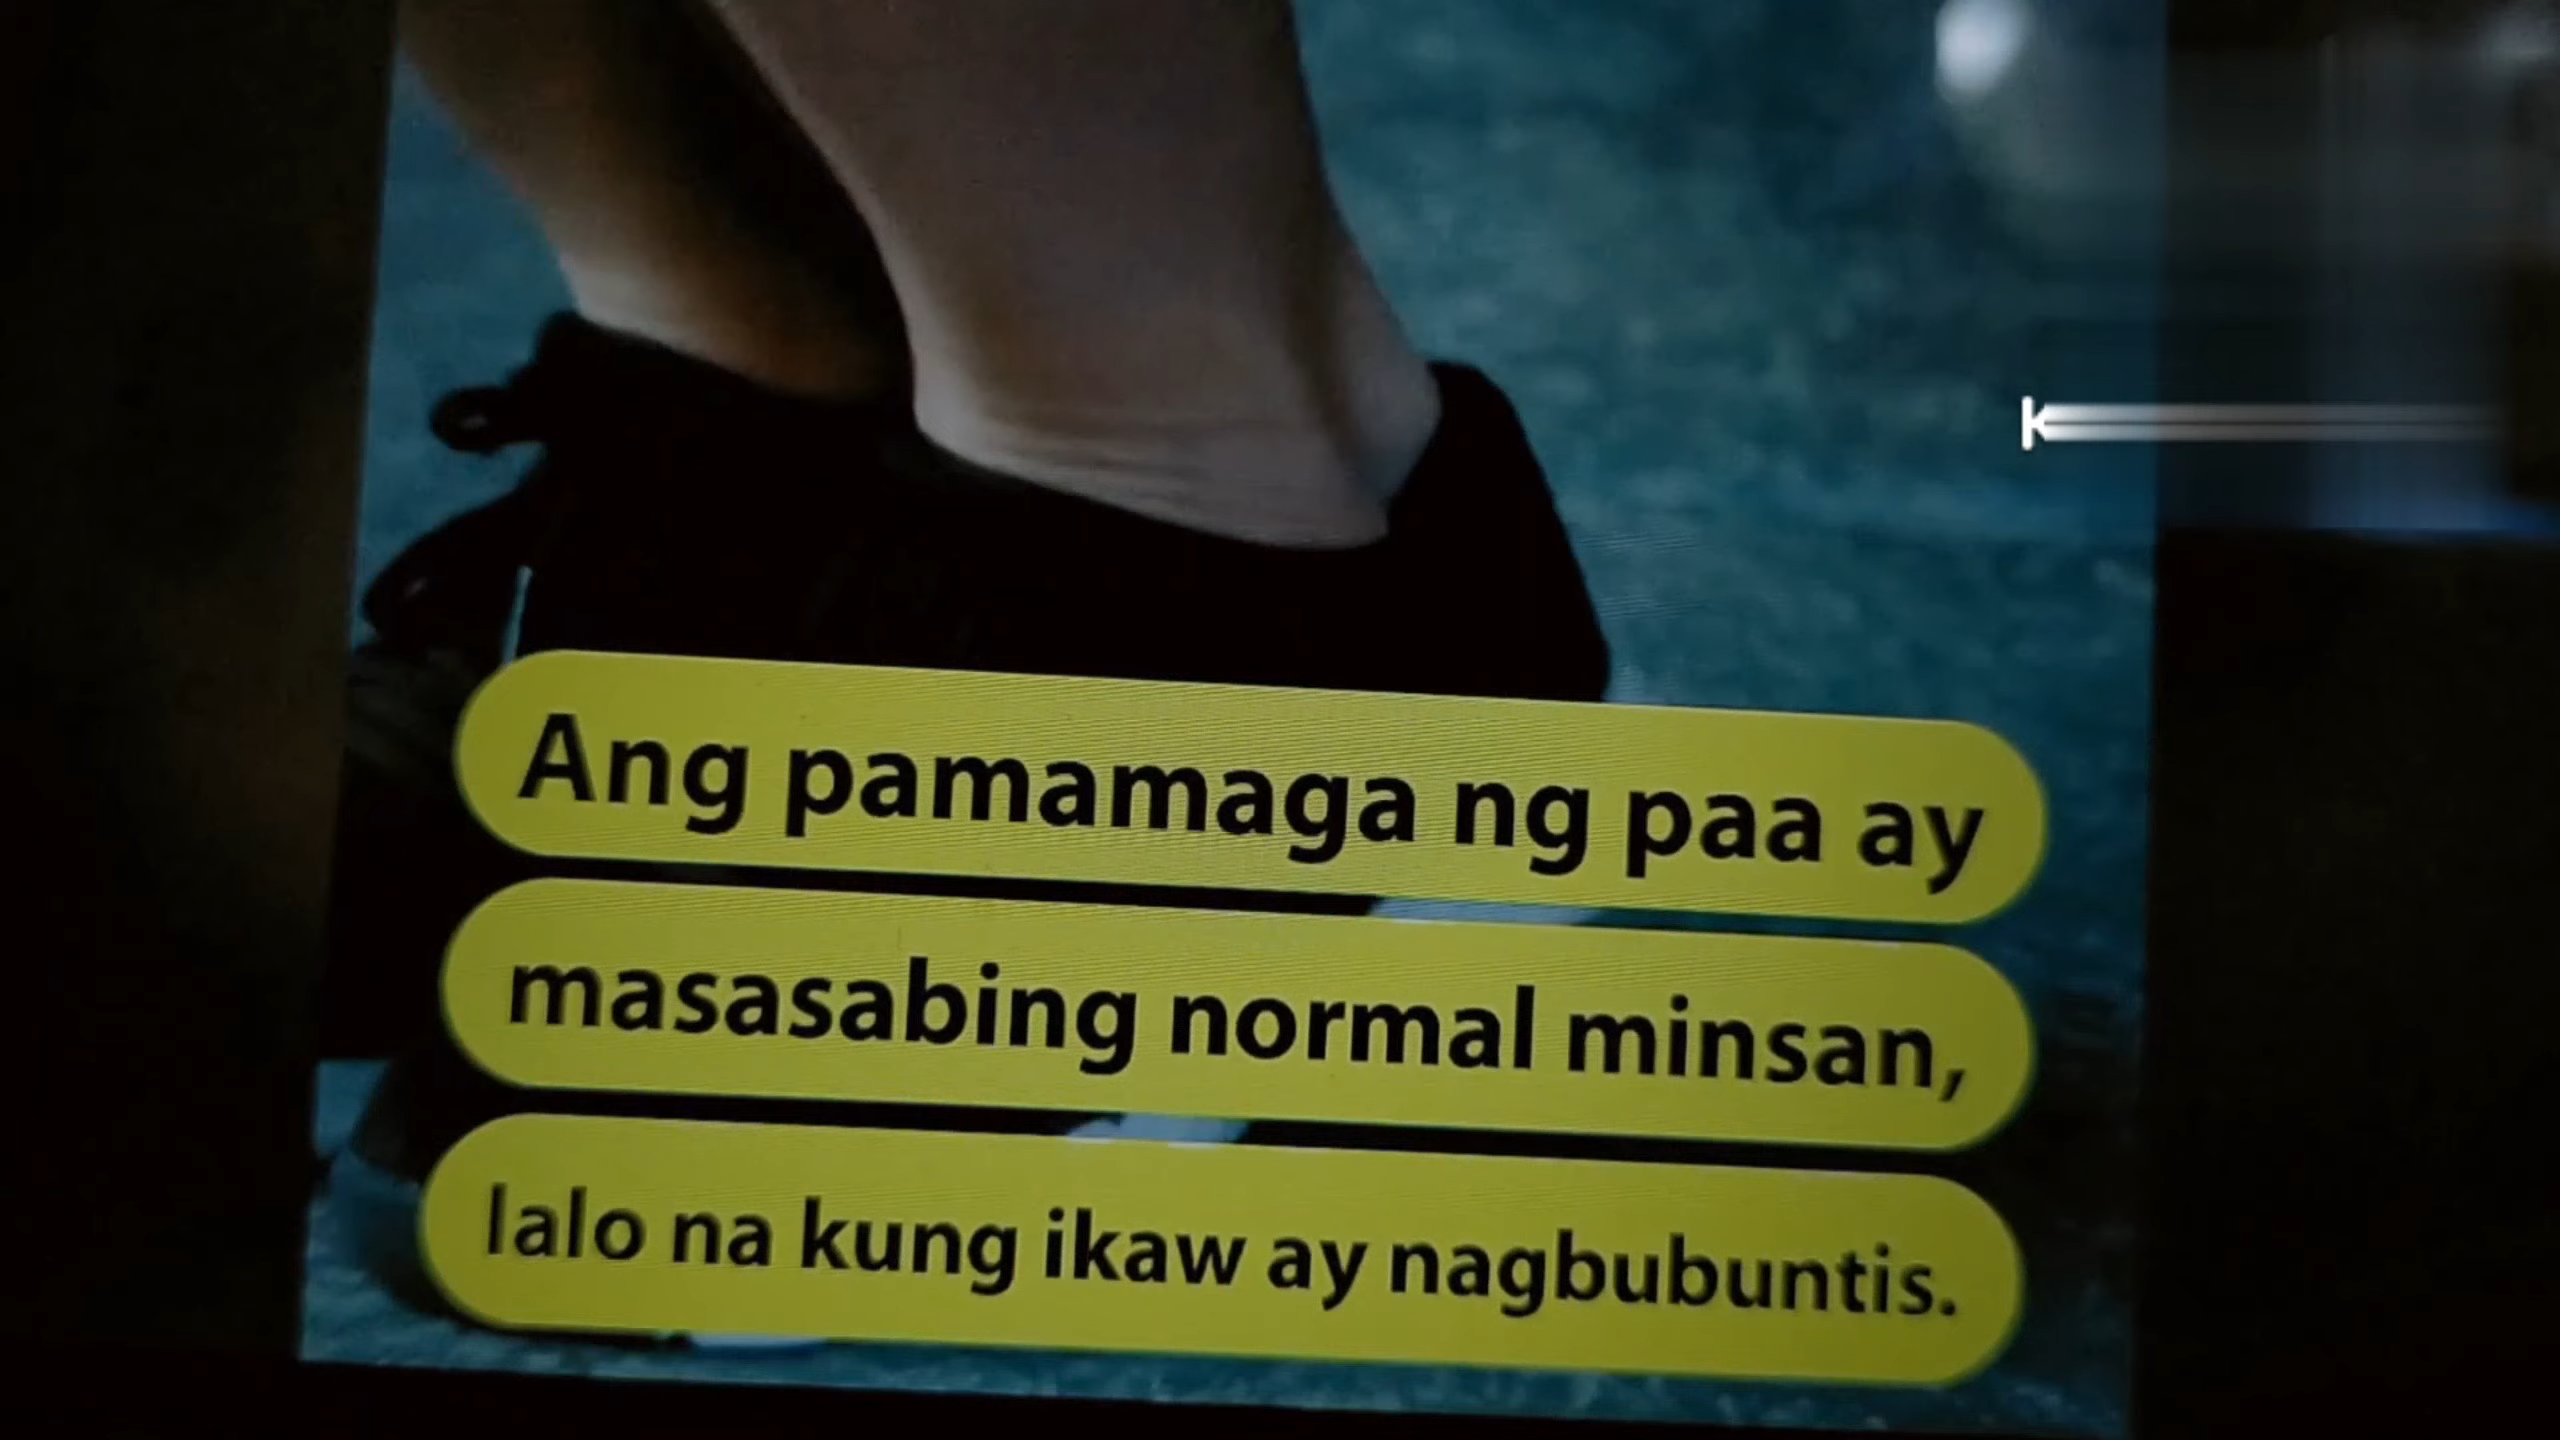 Ang pamamaga ng paa ay
masasabing normal minsan,
lalo na kung ikaw ay nagbubuntis.